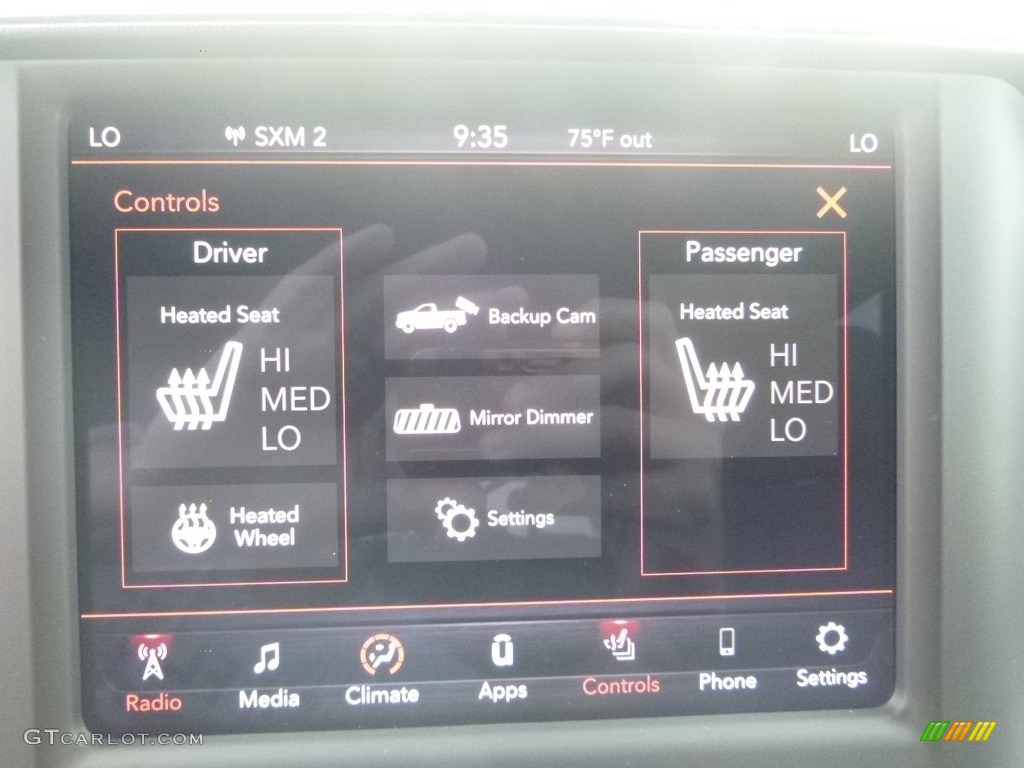 LO SXM 2 9:35 75°F out LO
Controls
Driver
Heated Seat
HI
MED
LO
Heated
Wheel
Backup Cam
Mirror Dimmer
Settings
Passenger
Heated Seat
HI
MED
LO
Radio Media Climate Apps Controls Phone Settings
GTCARLOT.COM